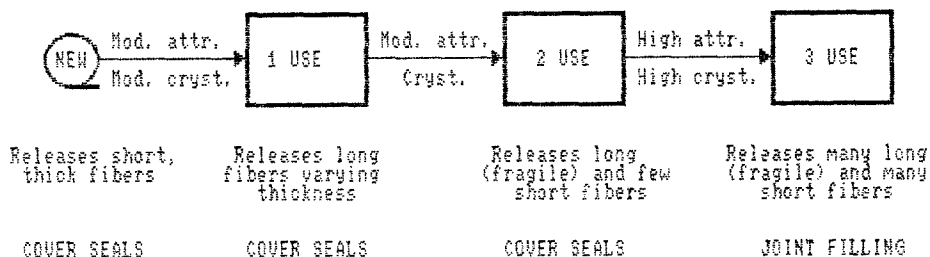 NEW
Mod. attr.
Mod. cryst.
1 USE
Mod. attr.
Cryst.
2 USE
High attr.
High cryst.
3 USE
Releases short,
thick fibers
Releases long
fibers varying
thickness
Releases long
(fragile) and few
short fibers
Releases many long
(fragile) and many
short fibers
COVER SEALS
COVER SEALS
COVER SEALS
JOINT FILLING